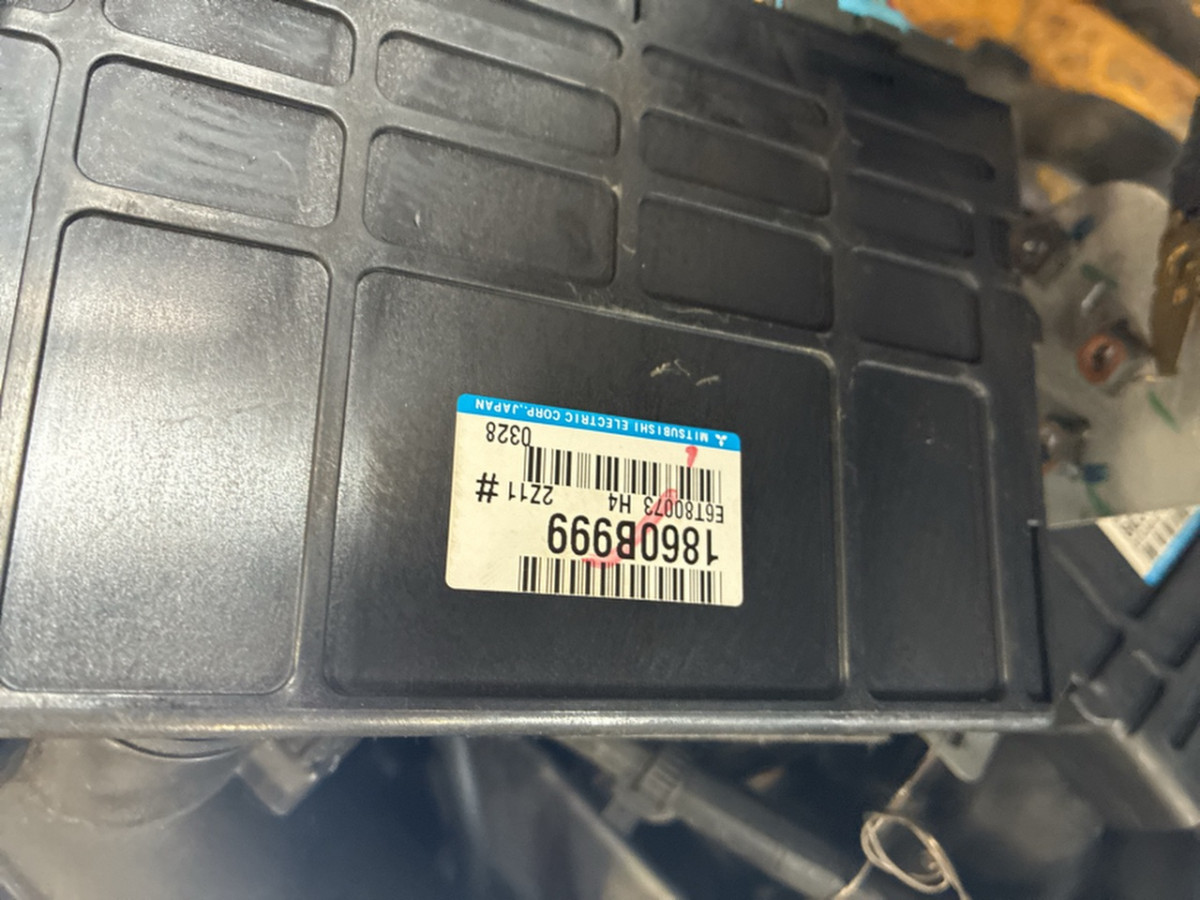 1860B999
E6T80073 H4 2Z11 #
0328
MITSUBISHI ELECTRIC CORP., JAPAN